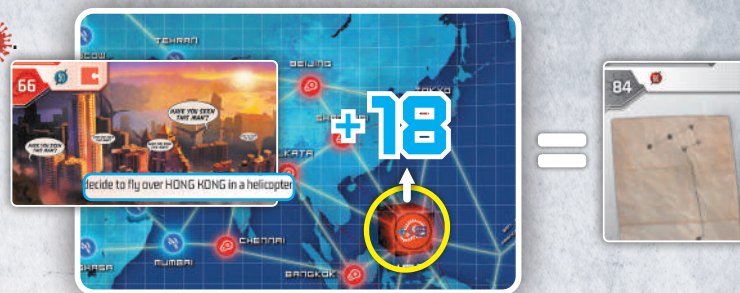 TEHRAN
BEIJING
66
HAVE YOU SEEN THIS MAN?
HAVE YOU SEEN THIS MAN?
decide to fly over HONG KONG in a helicopter
+18
TOKYO
KATA
CHENNAI
MUMBAI
BANGKOK
=
84